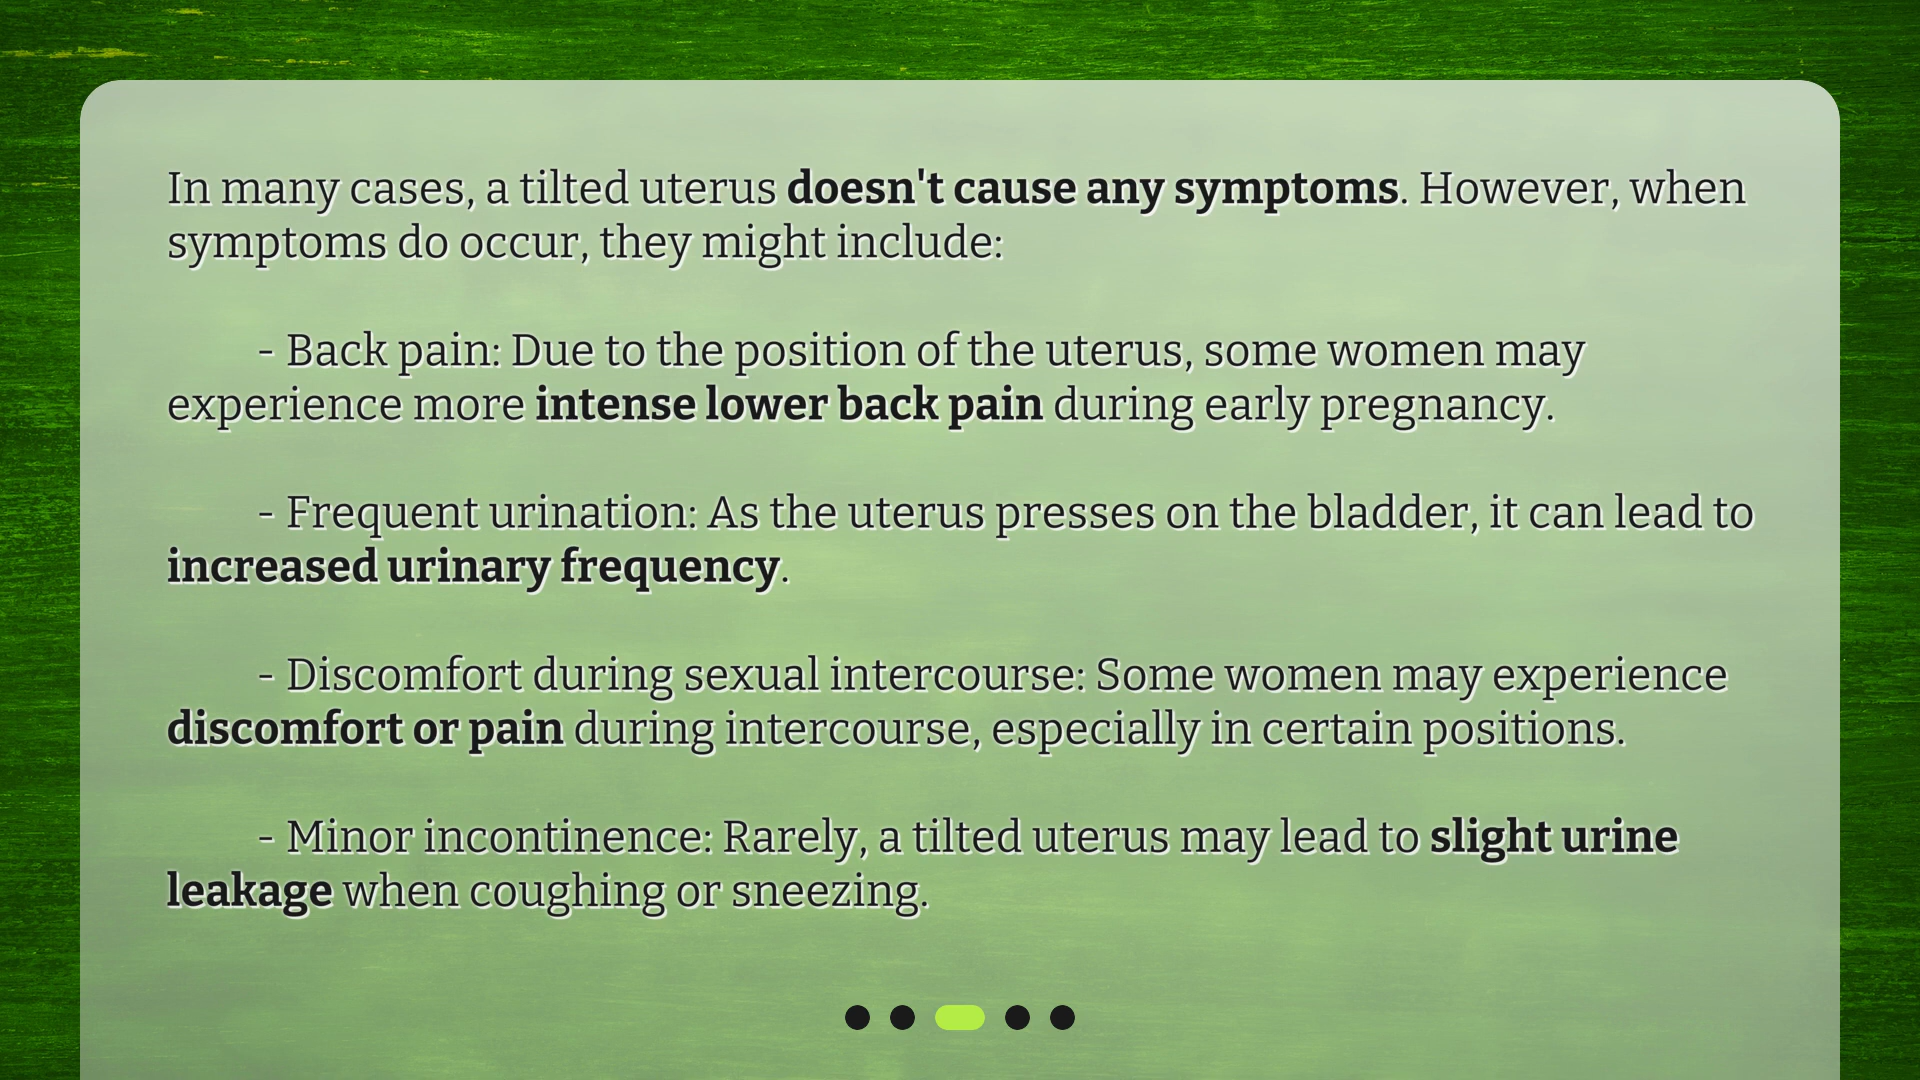 In many cases, a tilted uterus doesn't cause any symptoms. However, when
symptoms do occur, they might include:
- Back pain: Due to the position of the uterus, some women may
experience more intense lower back pain during early pregnancy.
- Frequent urination: As the uterus presses on the bladder, it can lead to
increased urinary frequency.
- Discomfort during sexual intercourse: Some women may experience
discomfort or pain during intercourse, especially in certain positions.
- Minor incontinence: Rarely, a tilted uterus may lead to slight urine
leakage when coughing or sneezing.